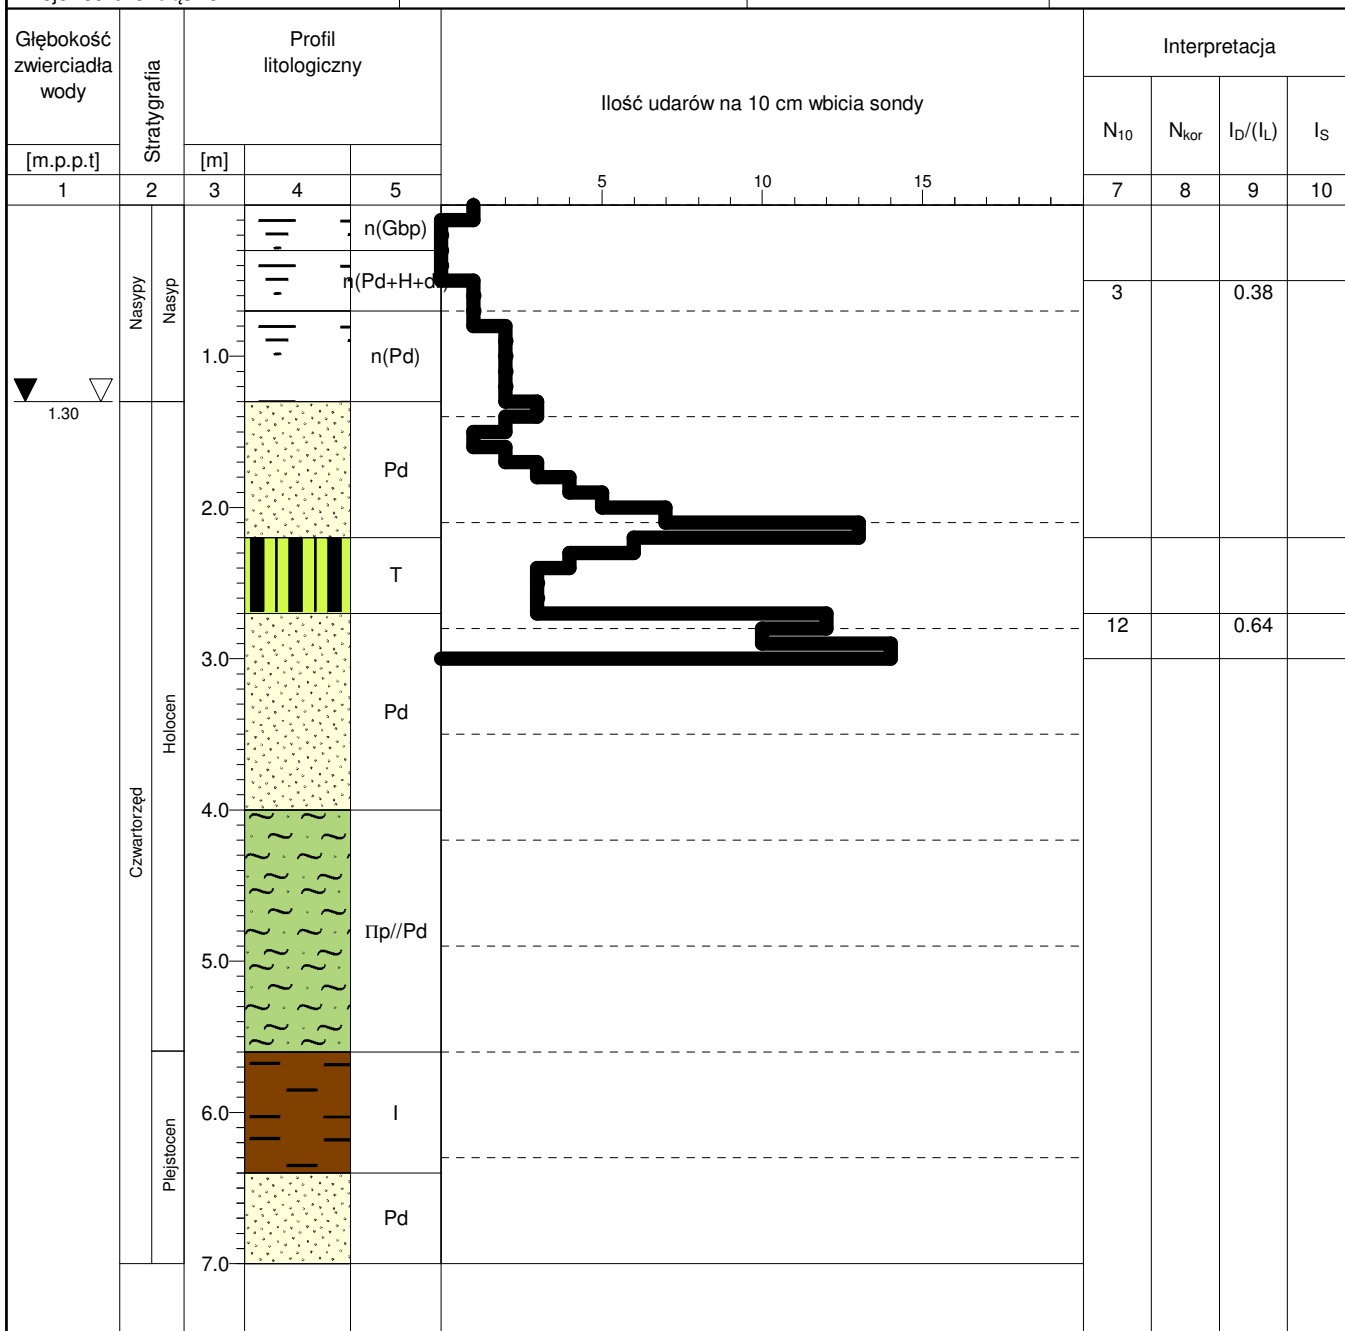 Głębokość
zwierciadła
wody
[m.p.p.t]
Stratygrafia
Profil
litologiczny
[m]
Ilość udarów na 10 cm wbicia sondy
Interpretacja
N10
Nkor
ID/(IL)
IS
1 2 3 4 5 5 10 15 7 8 9 10
Nasypy
Nasyp
n(Gbp)
n(Pd+H+d
3 0.38
1.0
n(Pd)
1.30
Pd
2.0
T
12 0.64
3.0
Pd
Holocen
Czwartorzęd
4.0
Πp//Pd
5.0
I
6.0
Plejstocen
Pd
7.0